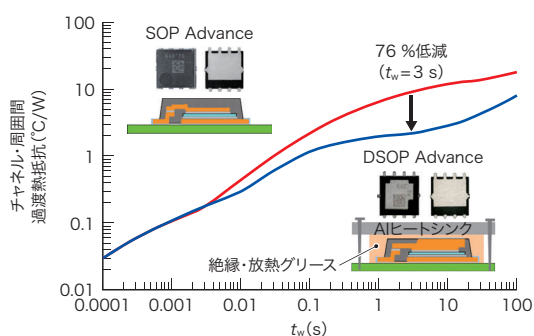 100
10
1
0.1
0.01
チャネル・周囲間
過渡熱抵抗(℃/W)
SOP Advance
76 %低減
(tw=3 s)
DSOP Advance
Alヒートシンク
絶縁・放熱グリース
0.0001 0.001 0.01 0.1 1 10 100
tw(s)